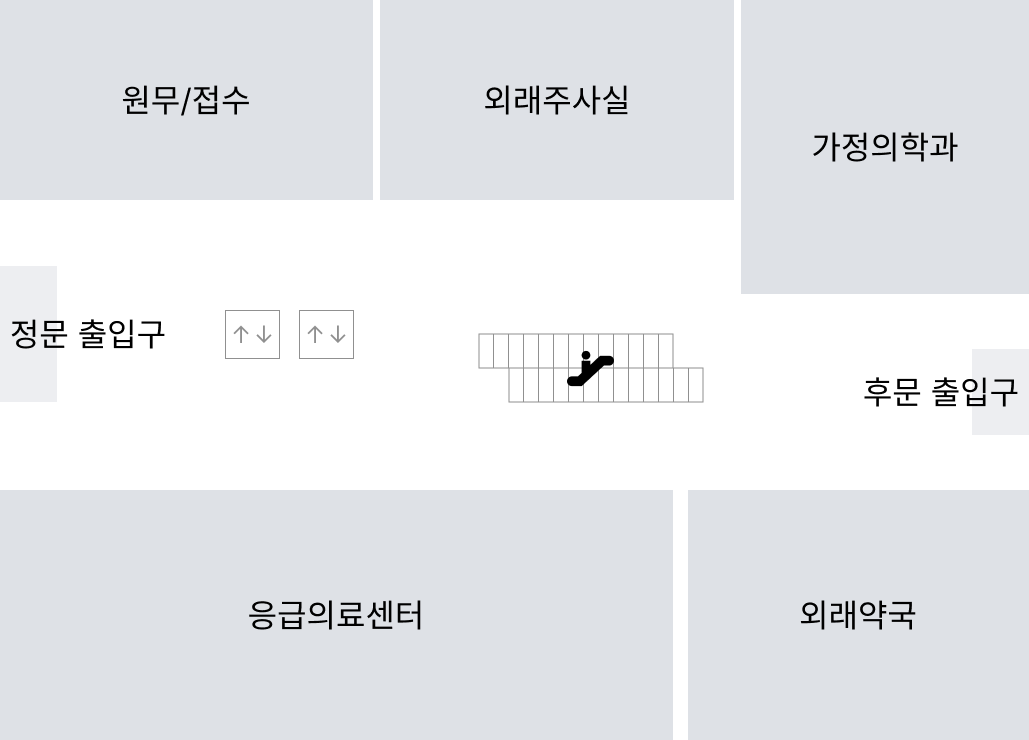 원무/접수
외래주사실
가정의학과
정문 출입구
후문 출입구
응급의료센터
외래약국